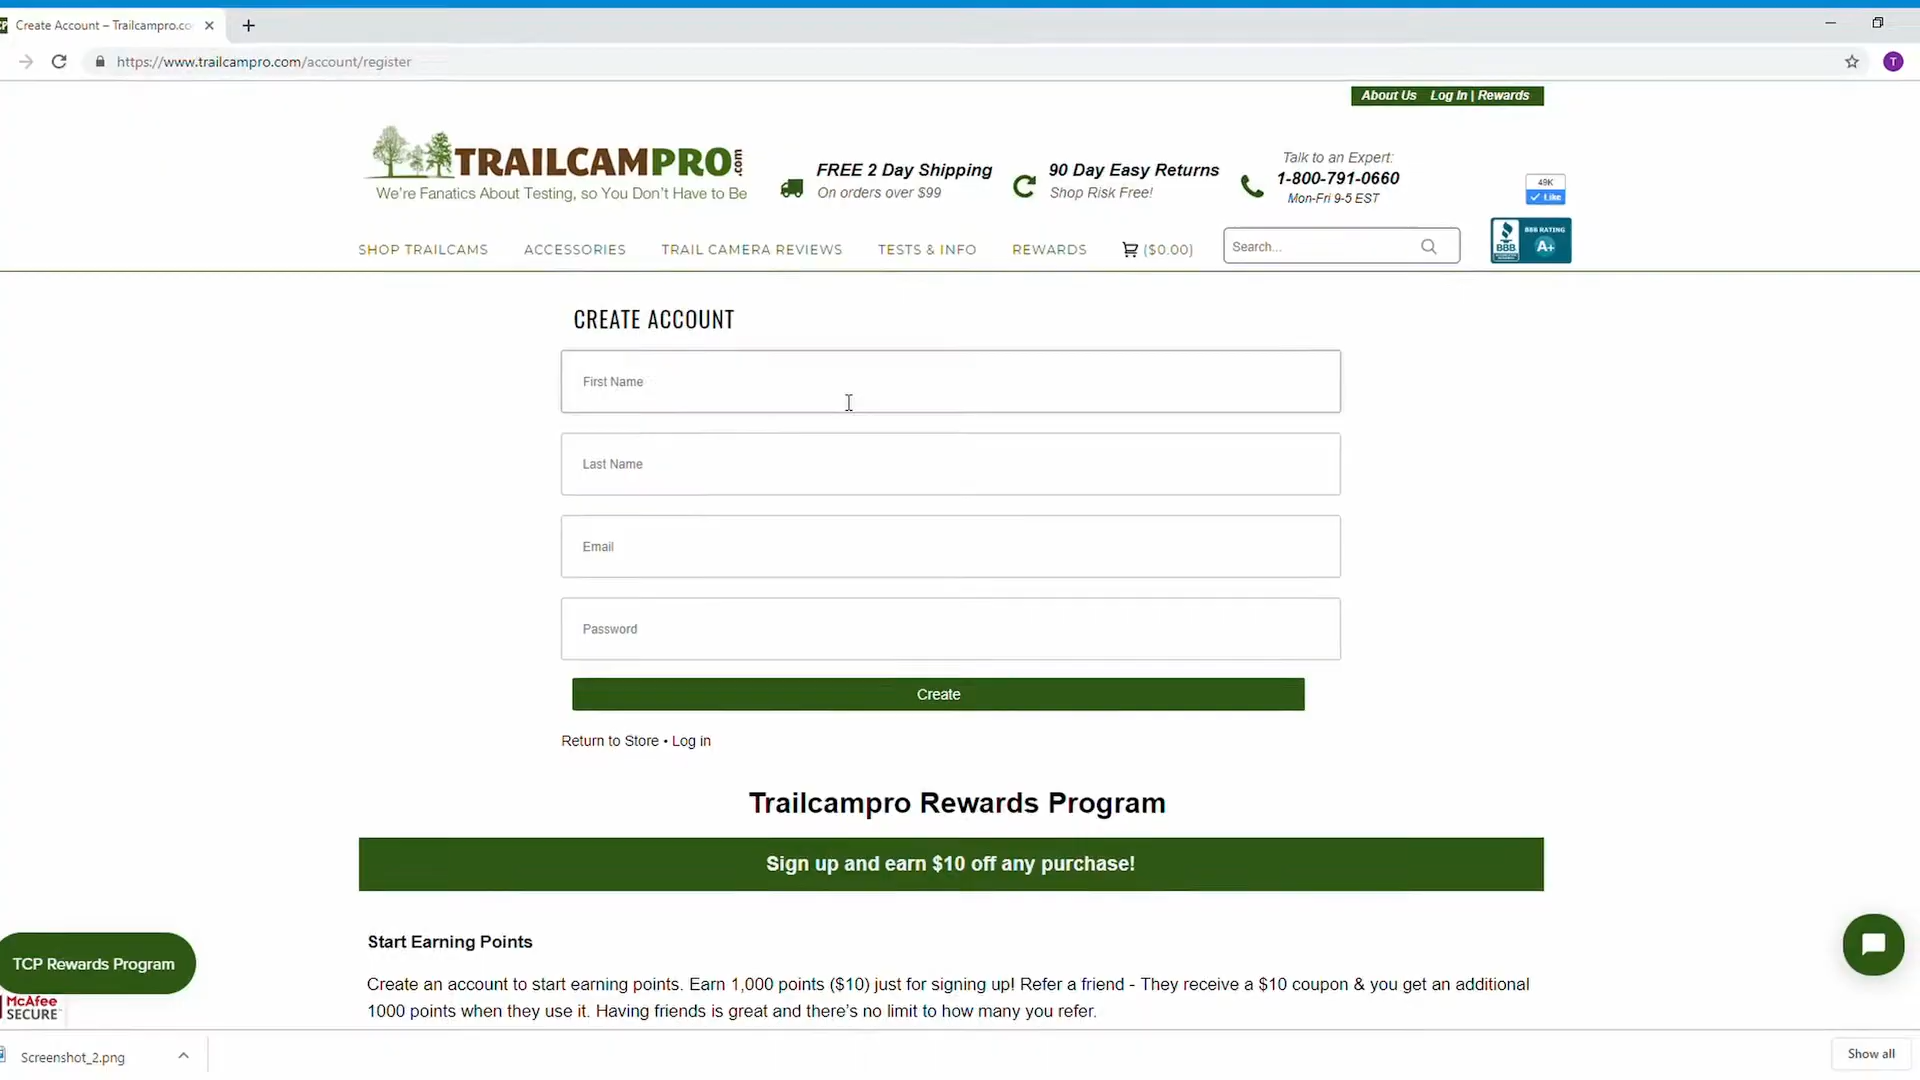 Create Account – Trailcampro.co
https://www.trailcampro.com/account/register
T
About Us Log In | Rewards
TRAILCAMPRO.com
We're Fanatics About Testing, so You Don't Have to Be
FREE 2 Day Shipping
On orders over $99
90 Day Easy Returns
Shop Risk Free!
Talk to an Expert:
1-800-791-0660
Mon-Fri 9-5 EST
49K
Like
SHOP TRAILCAMS ACCESSORIES TRAIL CAMERA REVIEWS TESTS & INFO REWARDS ($0.00)
Search...
BBB
BBB RATING
A+
CREATE ACCOUNT
First Name
Last Name
Email
Password
Create
Return to Store • Log in
Trailcampro Rewards Program
Sign up and earn $10 off any purchase!
Start Earning Points
Create an account to start earning points. Earn 1,000 points ($10) just for signing up! Refer a friend - They receive a $10 coupon & you get an additional
1000 points when they use it. Having friends is great and there's no limit to how many you refer.
TCP Rewards Program
McAfee
SECURE
Screenshot_2.png
Show all